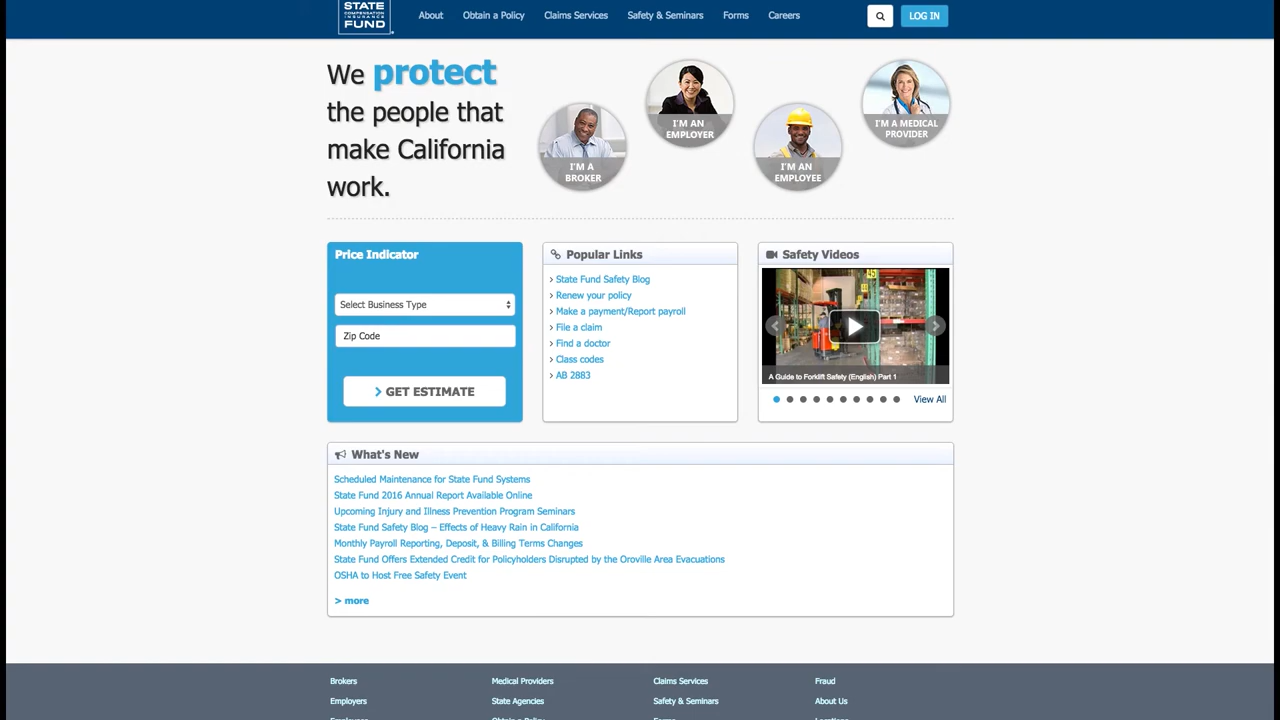 STATE
COMPENSATION
INSURANCE
FUND
About
Obtain a Policy
Claims Services
Safety & Seminars
Forms
Careers
LOG IN
We protect
the people that
make California
work.
I'M A
BROKER
I'M AN
EMPLOYER
I'M AN
EMPLOYEE
I'M A MEDICAL
PROVIDER
Price Indicator
Select Business Type
Zip Code
GET ESTIMATE
Popular Links
› State Fund Safety Blog
› Renew your policy
› Make a payment/Report payroll
› File a claim
› Find a doctor
› Class codes
› AB 2883
Safety Videos
45
A Guide to Forklift Safety (English) Part 1
View All
What's New
Scheduled Maintenance for State Fund Systems
State Fund 2016 Annual Report Available Online
Upcoming Injury and Illness Prevention Program Seminars
State Fund Safety Blog – Effects of Heavy Rain in California
Monthly Payroll Reporting, Deposit, & Billing Terms Changes
State Fund Offers Extended Credit for Policyholders Disrupted by the Oroville Area Evacuations
OSHA to Host Free Safety Event
> more
Brokers
Medical Providers
Claims Services
Fraud
Employers
State Agencies
Safety & Seminars
About Us